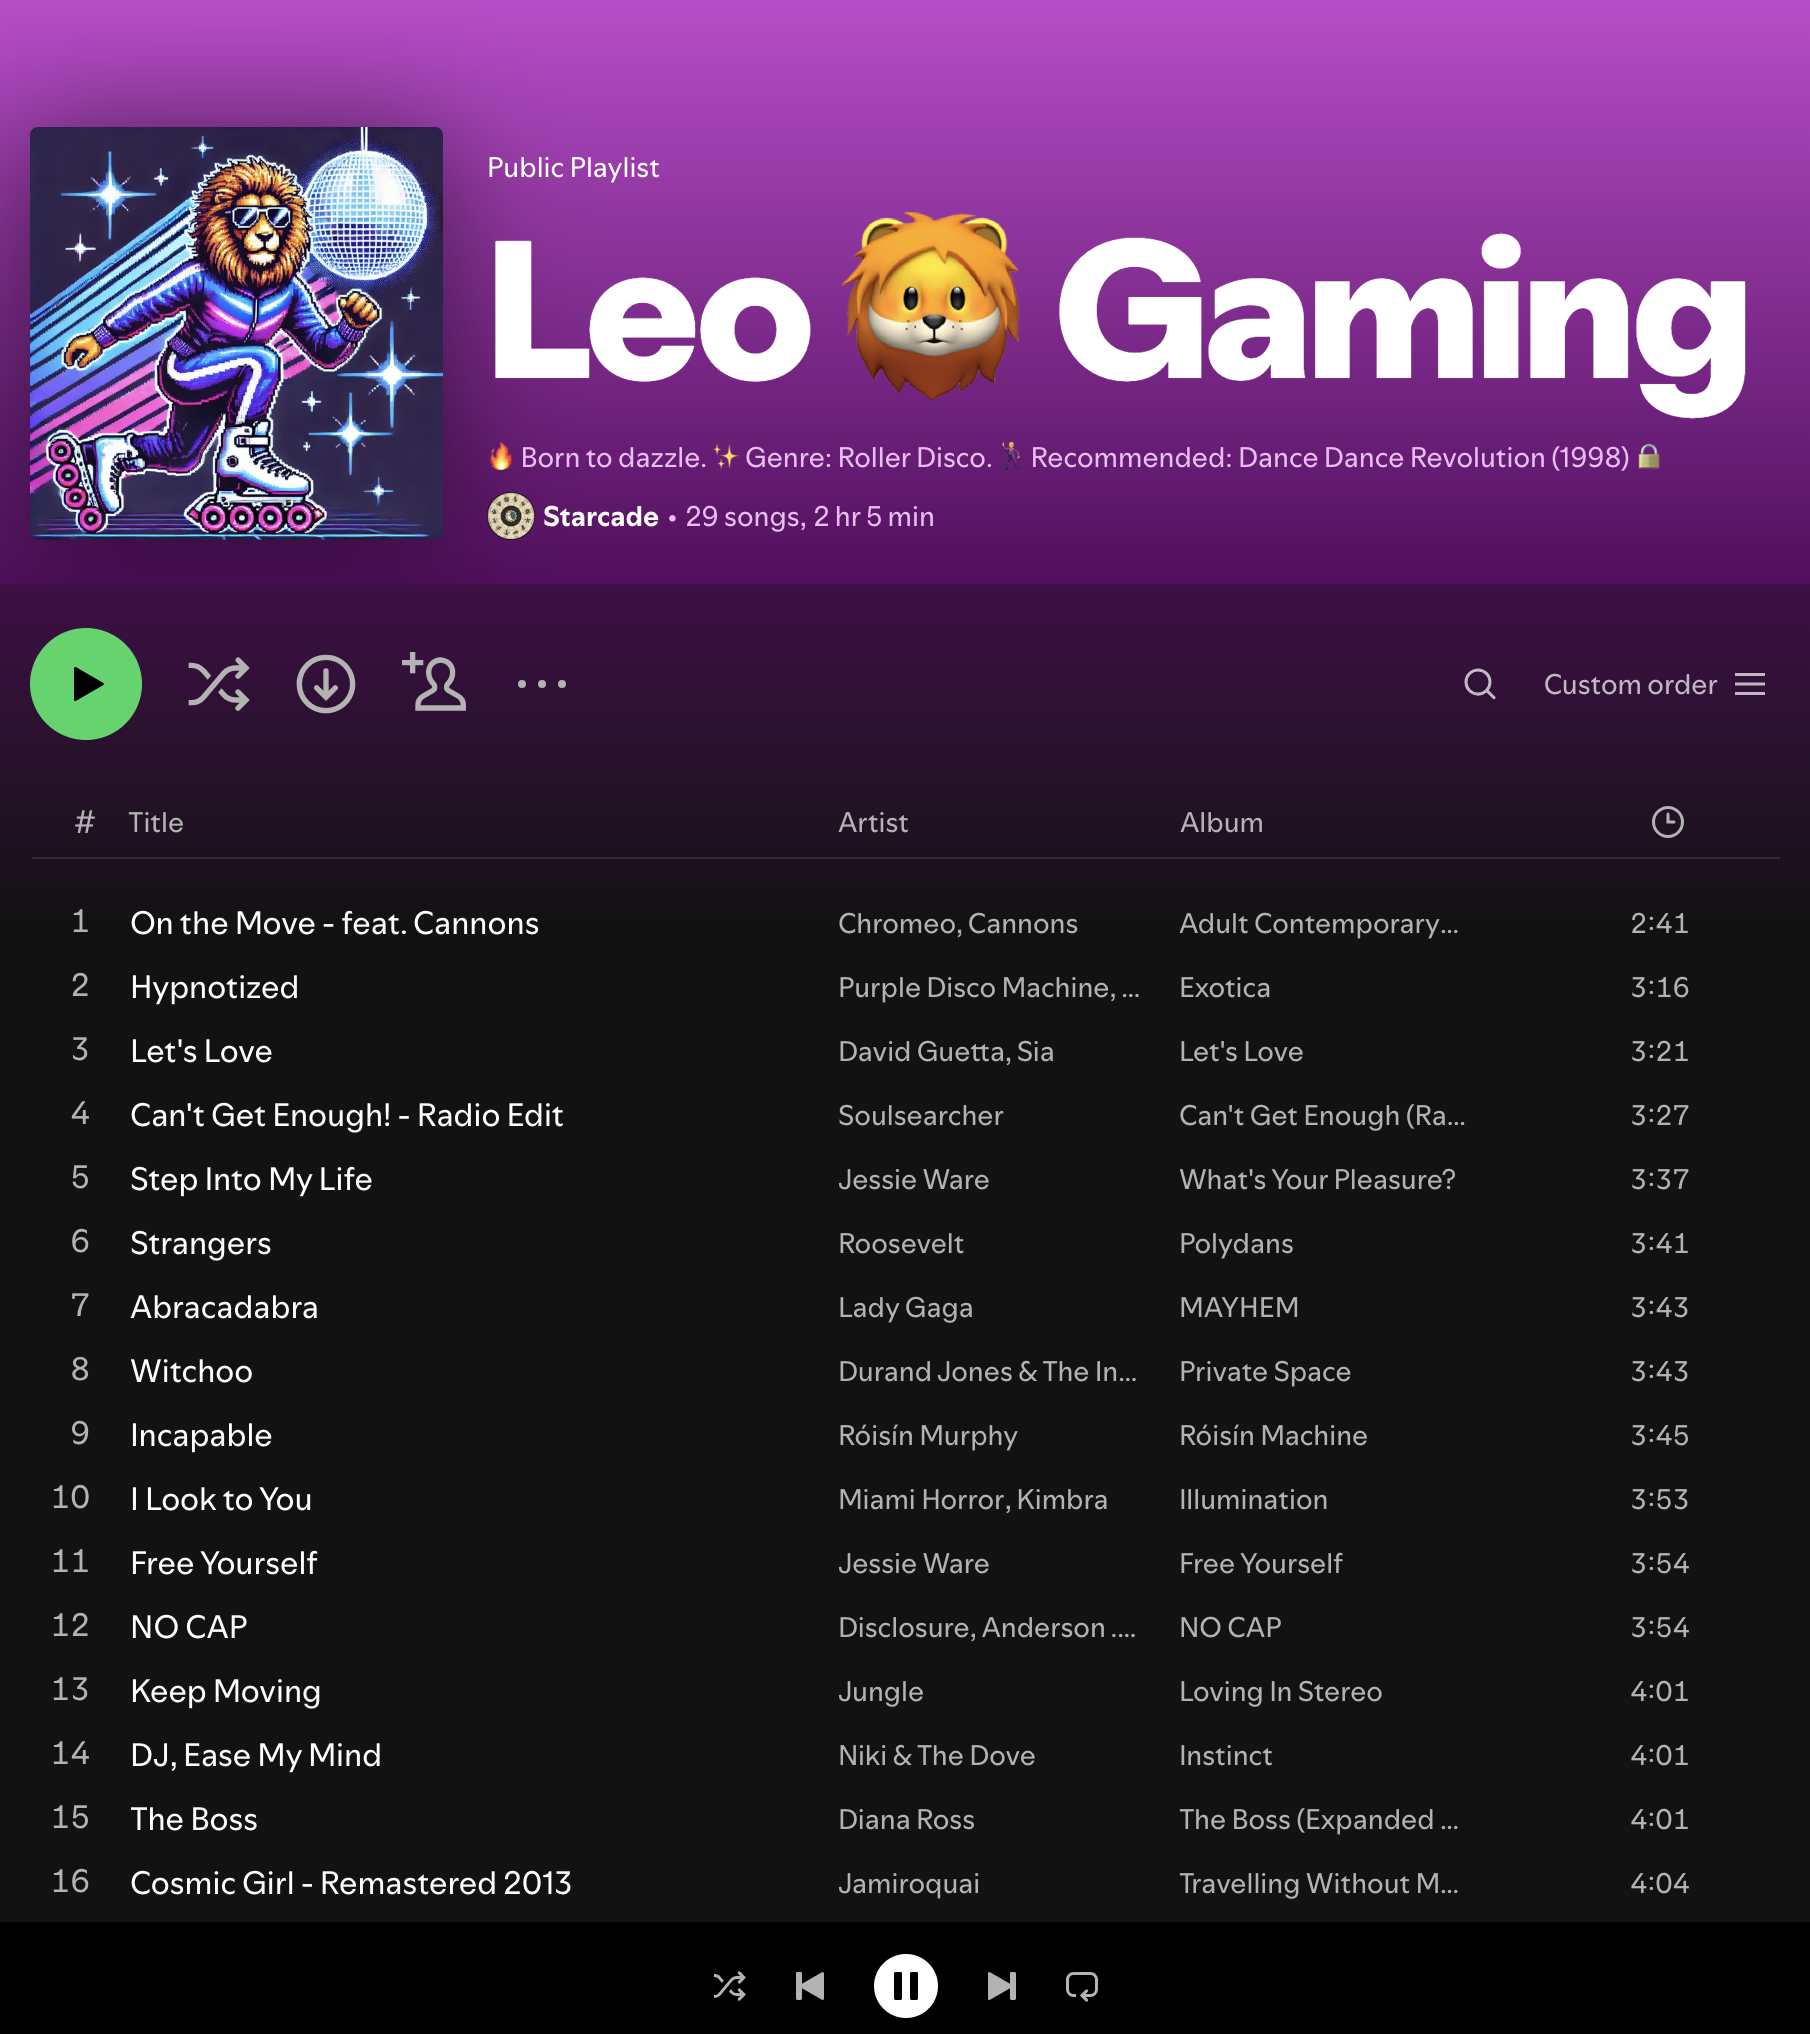 Public Playlist
Leo 🦁 Gaming
🔥 Born to dazzle. ✨ Genre: Roller Disco. 🕺 Recommended: Dance Dance Revolution (1998) 🔒
Starcade • 29 songs, 2 hr 5 min
Custom order
# Title Artist Album
1 On the Move - feat. Cannons Chromeo, Cannons Adult Contemporary... 2:41
2 Hypnotized Purple Disco Machine, ... Exotica 3:16
3 Let's Love David Guetta, Sia Let's Love 3:21
4 Can't Get Enough! - Radio Edit Soulsearcher Can't Get Enough (Ra... 3:27
5 Step Into My Life Jessie Ware What's Your Pleasure? 3:37
6 Strangers Roosevelt Polydans 3:41
7 Abracadabra Lady Gaga MAYHEM 3:43
8 Witchoo Durand Jones & The In... Private Space 3:43
9 Incapable Róisín Murphy Róisín Machine 3:45
10 I Look to You Miami Horror, Kimbra Illumination 3:53
11 Free Yourself Jessie Ware Free Yourself 3:54
12 NO CAP Disclosure, Anderson .... NO CAP 3:54
13 Keep Moving Jungle Loving In Stereo 4:01
14 DJ, Ease My Mind Niki & The Dove Instinct 4:01
15 The Boss Diana Ross The Boss (Expanded ... 4:01
16 Cosmic Girl - Remastered 2013 Jamiroquai Travelling Without M... 4:04